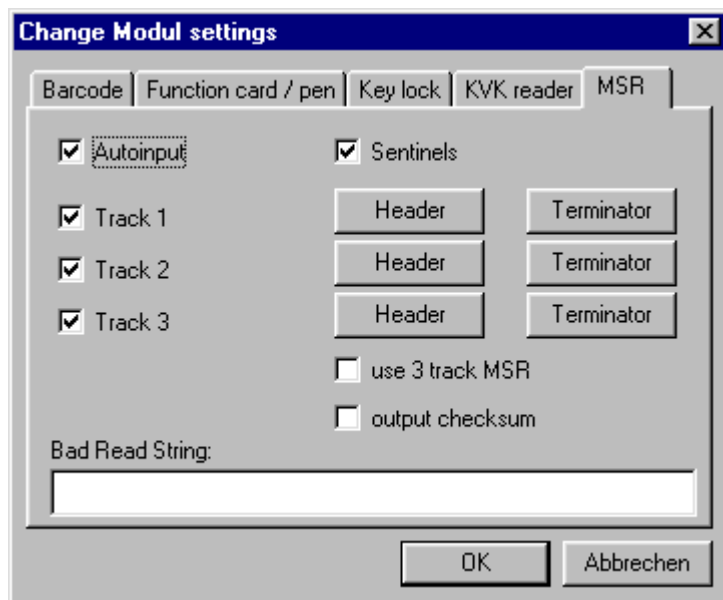 Change Modul settings
Barcode Function card / pen Key lock KVK reader MSR
Autoinput Sentinels
Track 1 Header Terminator
Track 2 Header Terminator
Track 3 Header Terminator
use 3 track MSR
output checksum
Bad Read String:
OK Abbrechen